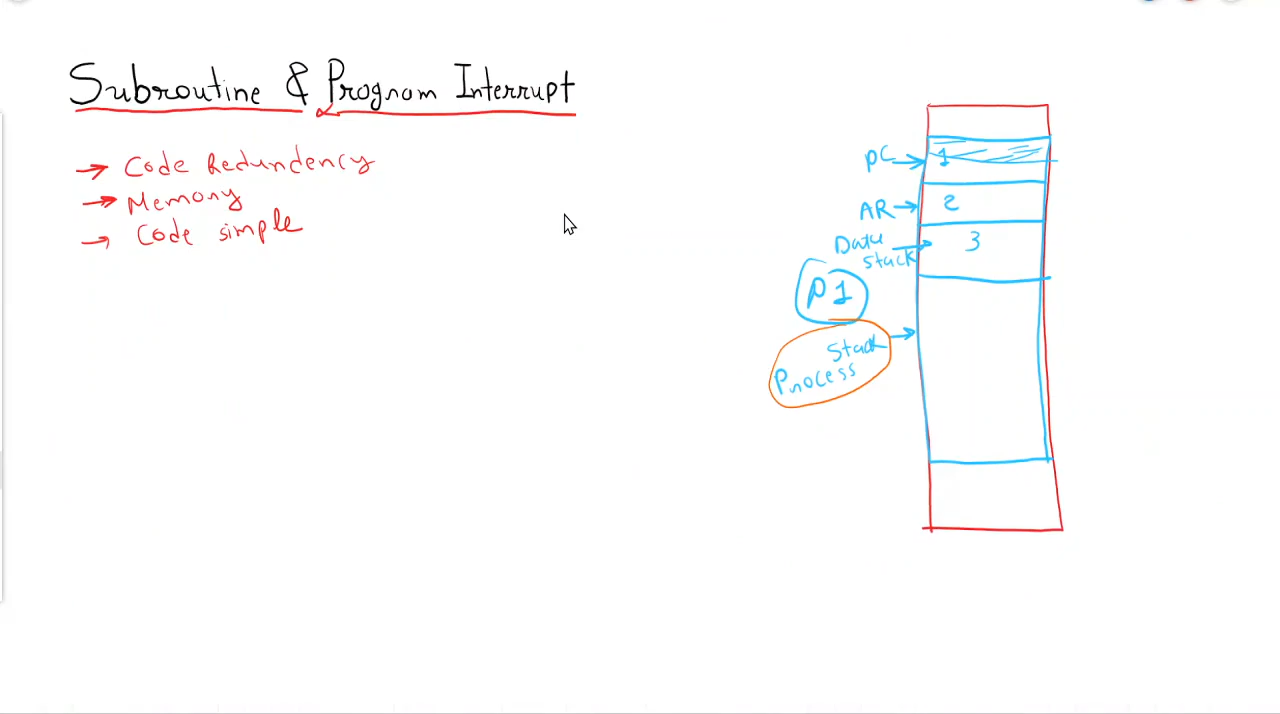 Subroutine & Program Interrupt
→ Code Redundency
→ Memory
→ Code simple
PC → 1
AR → 2
Data stack → 3
P1
Stack
Process